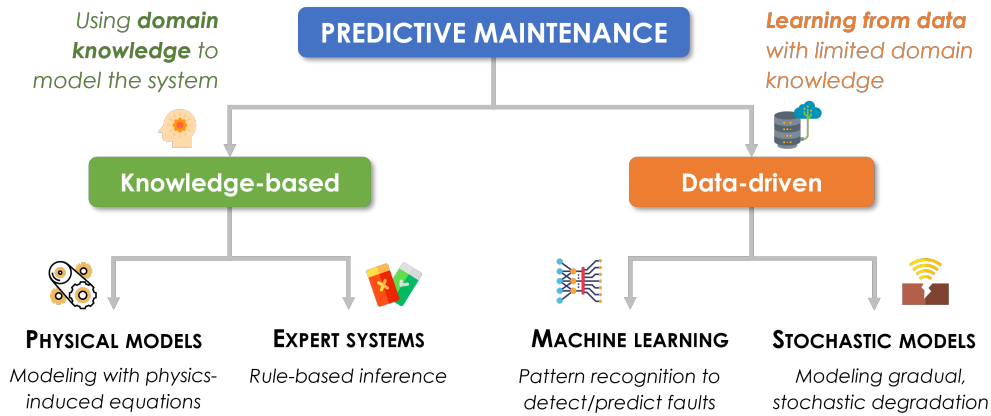 Using domain
knowledge to
model the system
PREDICTIVE MAINTENANCE
Learning from data
with limited domain
knowledge
Knowledge-based
Data-driven
PHYSICAL MODELS
Modeling with physics-
induced equations
EXPERT SYSTEMS
Rule-based inference
MACHINE LEARNING
Pattern recognition to
detect/predict faults
STOCHASTIC MODELS
Modeling gradual,
stochastic degradation